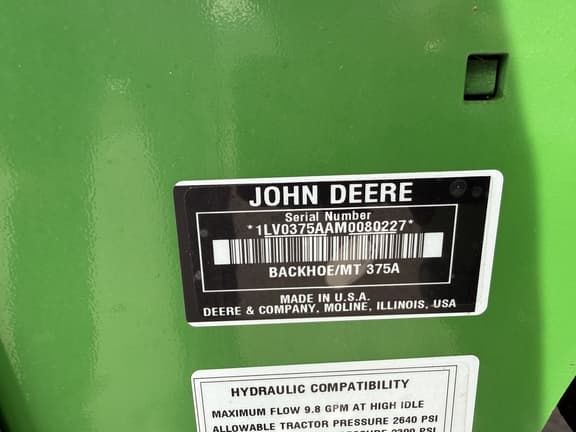 JOHN DEERE
Serial Number
*1LV0375AAM0080227*
BACKHOE/MT 375A
MADE IN U.S.A.
DEERE & COMPANY, MOLINE, ILLINOIS, USA
HYDRAULIC COMPATIBILITY
MAXIMUM FLOW 9.8 GPM AT HIGH IDLE
ALLOWABLE TRACTOR PRESSURE 2640 PSI